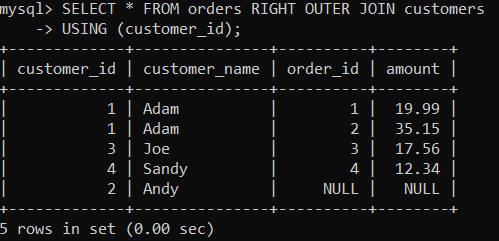 mysql> SELECT * FROM orders RIGHT OUTER JOIN customers
    -> USING (customer_id);
+-------------+---------------+----------+--------+
| customer_id | customer_name | order_id | amount |
+-------------+---------------+----------+--------+
|           1 | Adam          |        1 |  19.99 |
|           1 | Adam          |        2 |  35.15 |
|           3 | Joe           |        3 |  17.56 |
|           4 | Sandy         |        4 |  12.34 |
|           2 | Andy          |     NULL |   NULL |
+-------------+---------------+----------+--------+
5 rows in set (0.00 sec)